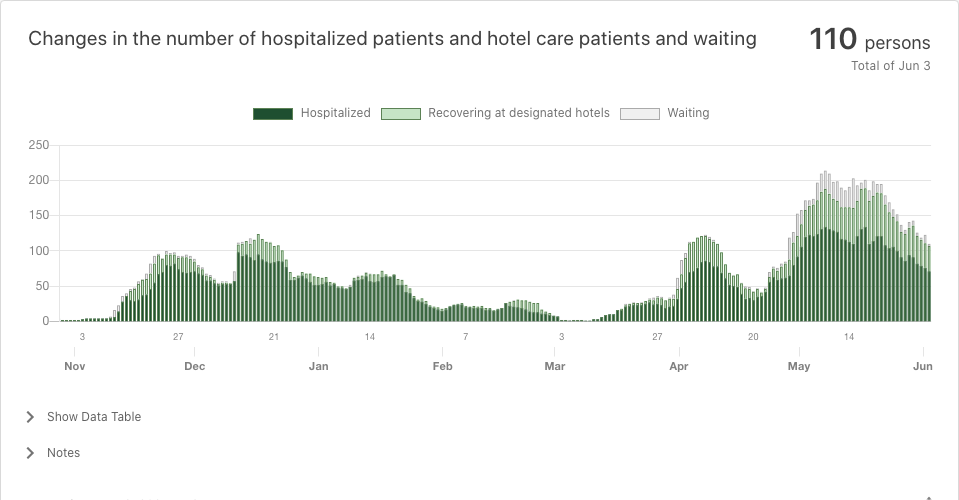 Changes in the number of hospitalized patients and hotel care patients and waiting
110 persons
Total of Jun 3
Hospitalized
Recovering at designated hotels
Waiting
250
200
150
100
50
0
3 27 21 14 7 3 27 20 14
Nov Dec Jan Feb Mar Apr May Jun
Show Data Table
Notes